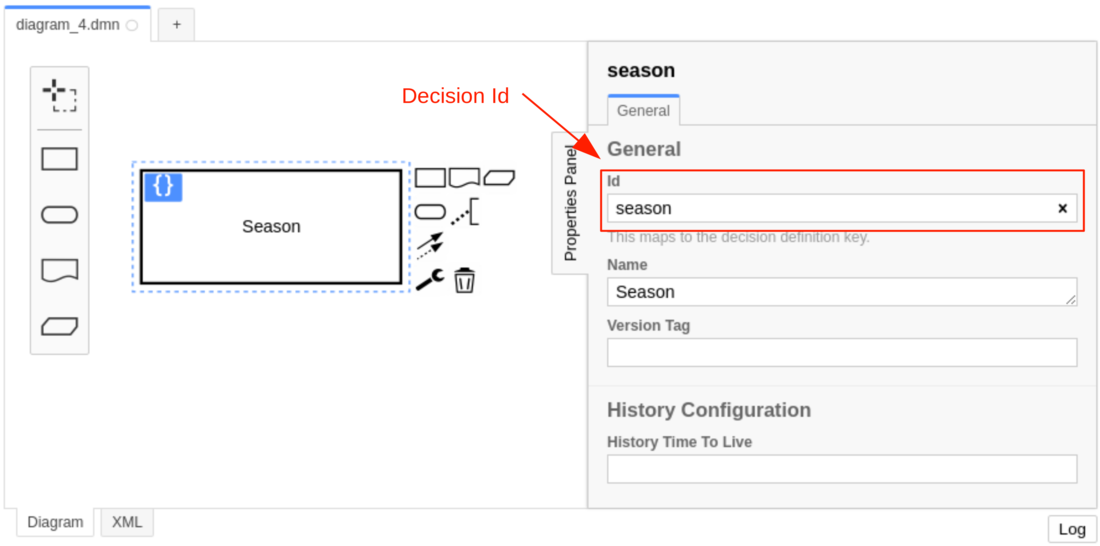 diagram_4.dmn
+
season
Decision Id
General
General
Properties Panel
Id
{}
season
Season
This maps to the decision definition key.
Name
Season
Version Tag
History Configuration
History Time To Live
Diagram
XML
Log